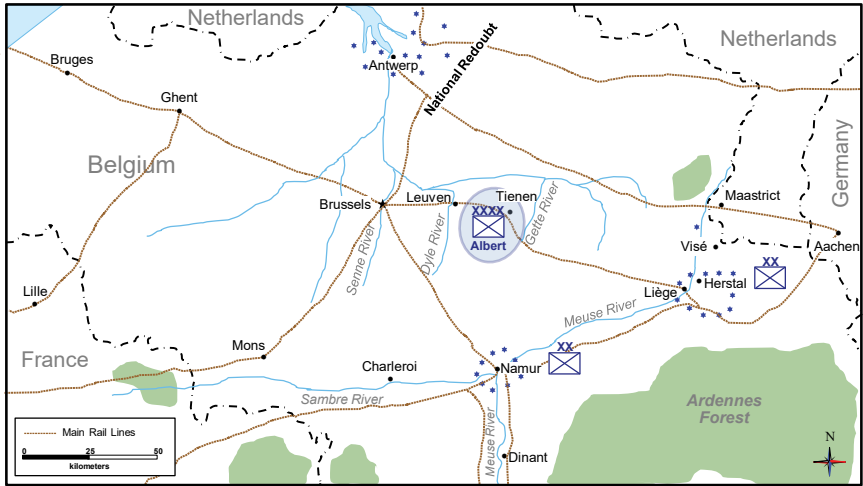 Netherlands
Netherlands
Bruges
Antwerp
National Redoubt
Ghent
Germany
Belgium
Maastrict
Brussels
Leuven
Tienen
XXXX
Albert
Gette River
Dyle River
Senne River
Visé
Aachen
XX
Herstal
Liège
Lille
Meuse River
Mons
XX
France
Charleroi
Namur
Sambre River
Ardennes
Forest
Meuse River
Dinant
Main Rail Lines
0 25 50
kilometers
N